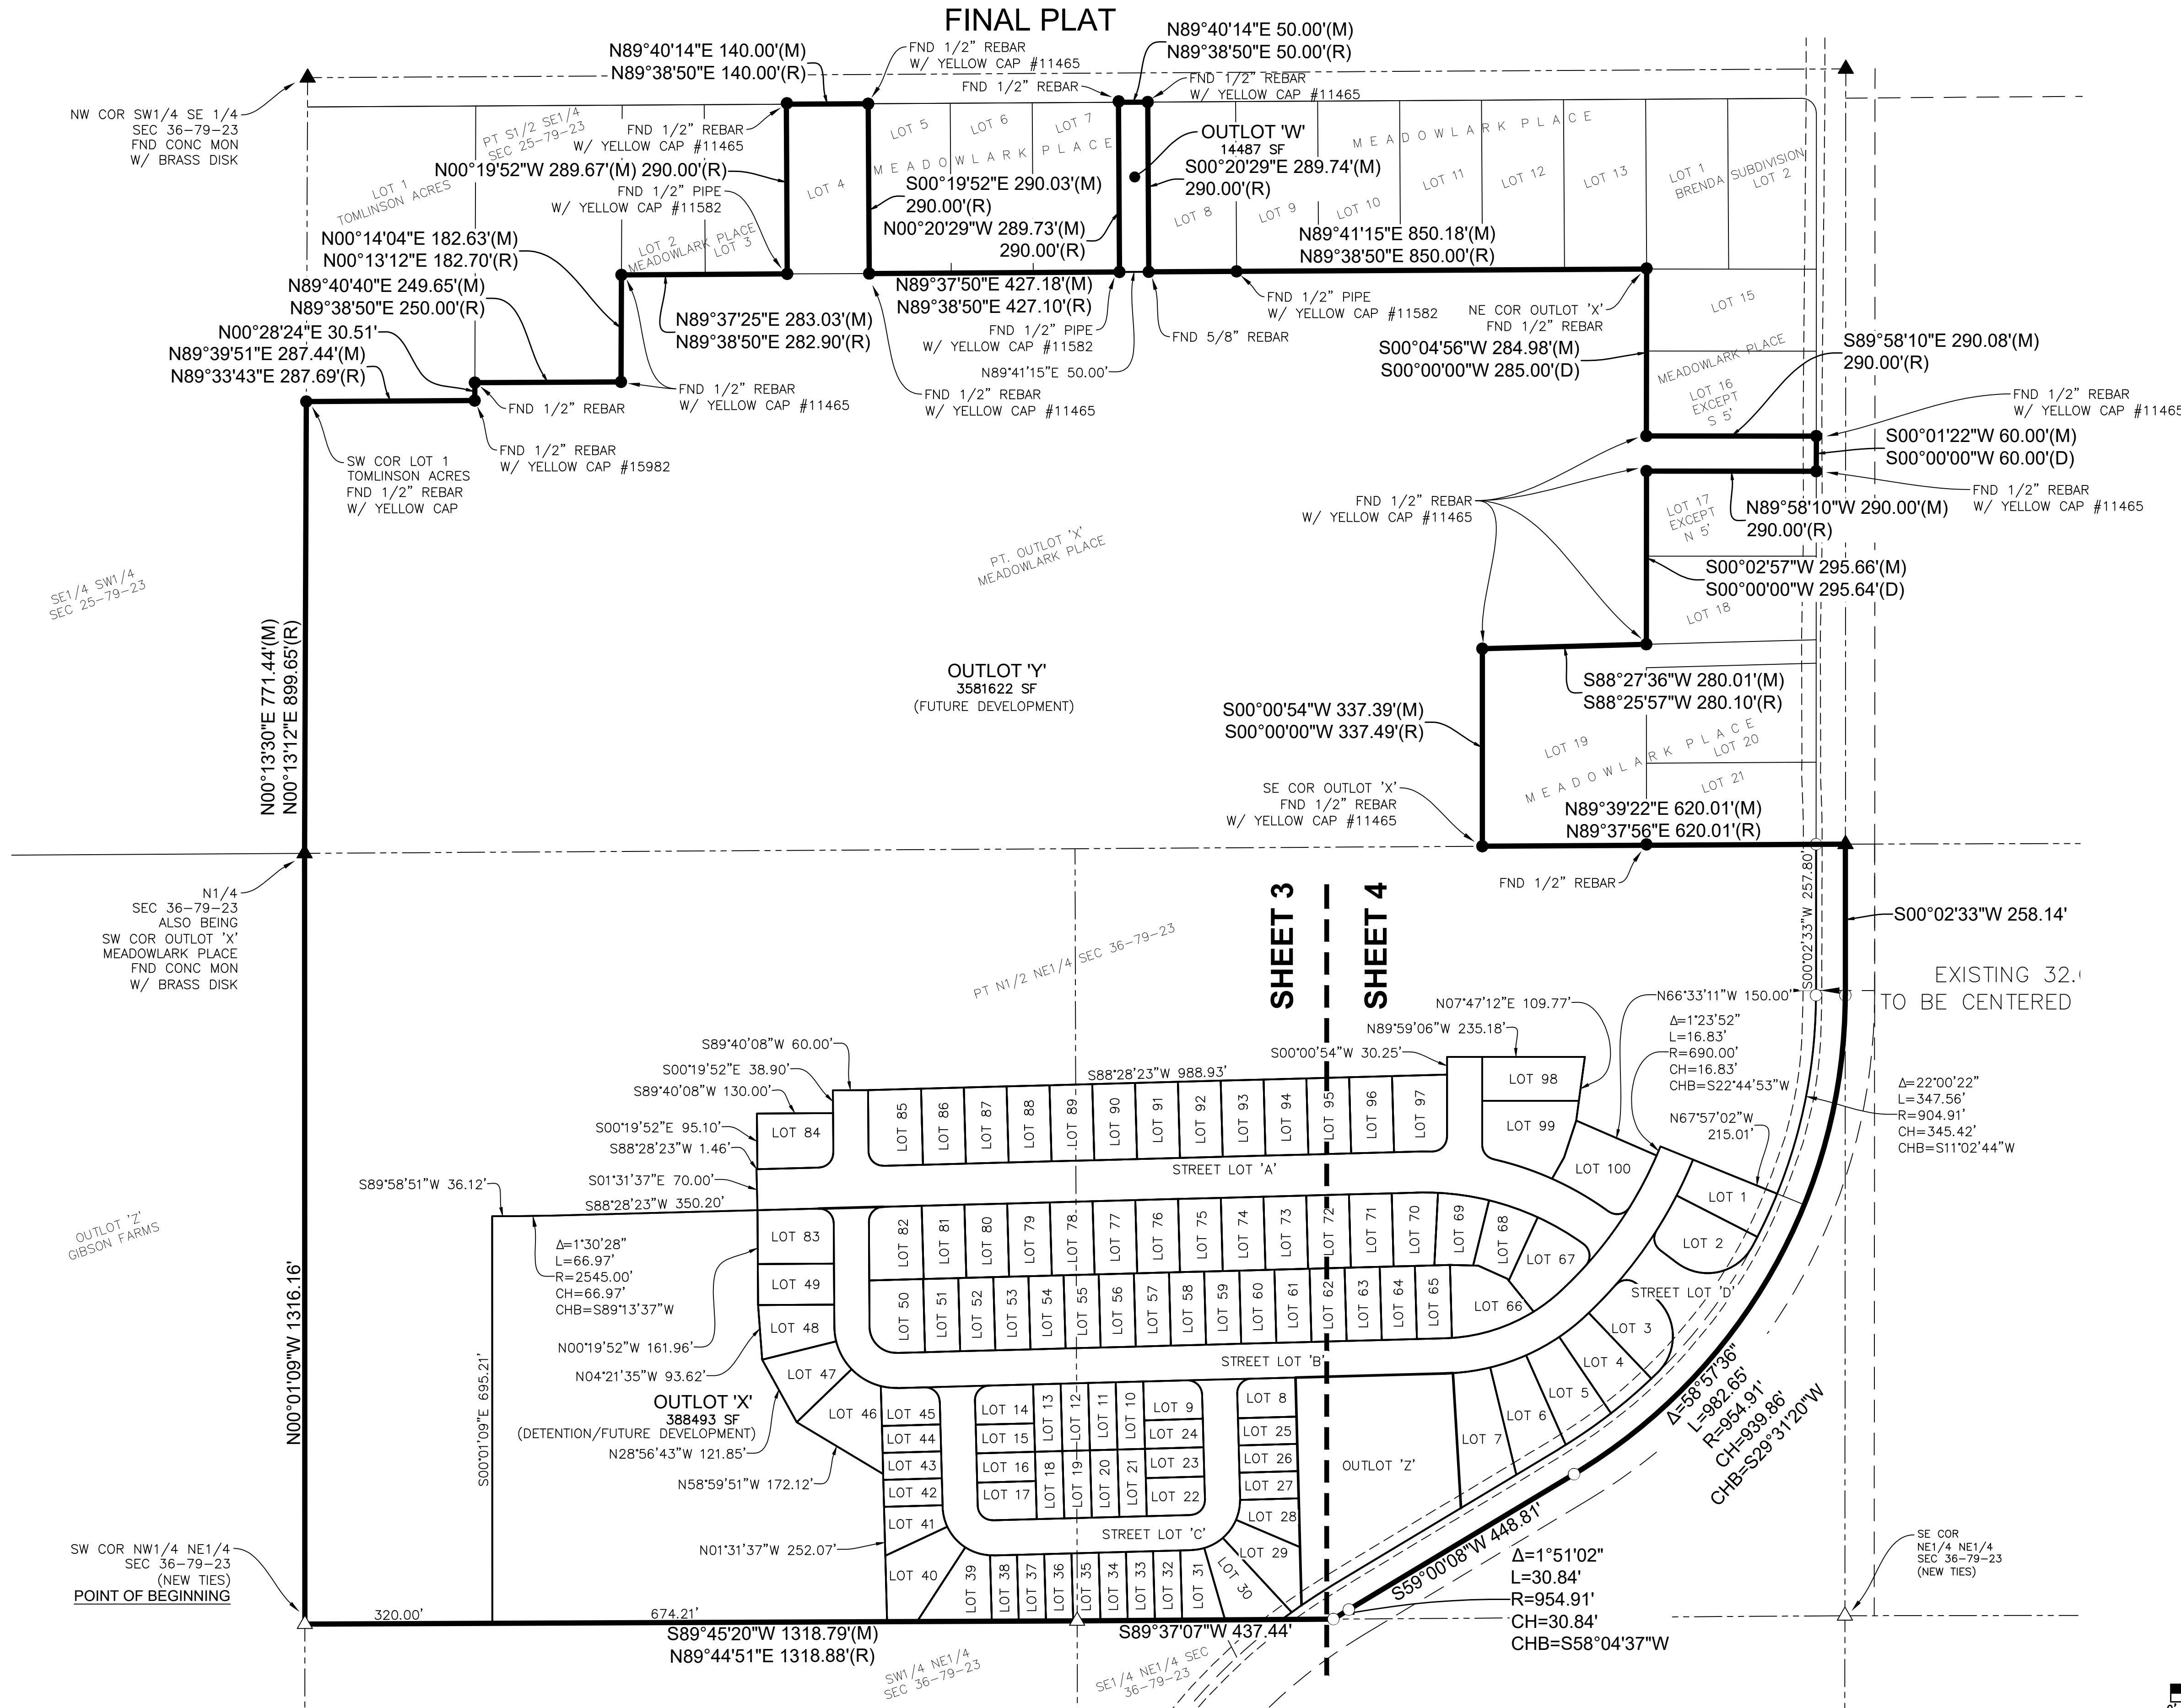 FINAL PLAT
N89°40'14"E 140.00'(M)
N89°38'50"E 140.00'(R)
FND 1/2" REBAR
W/ YELLOW CAP #11465
FND 1/2" REBAR
N89°40'14"E 50.00'(M)
N89°38'50"E 50.00'(R)
FND 1/2" REBAR
W/ YELLOW CAP #11465
NW COR SW1/4 SE 1/4
SEC 36-79-23
FND CONC MON
W/ BRASS DISK
PT S1/2 SE1/4
SEC 25-79-23
FND 1/2" REBAR
W/ YELLOW CAP #11465
N00°19'52"W 289.67'(M) 290.00'(R)
FND 1/2" PIPE
W/ YELLOW CAP #11582
LOT 1
TOMLINSON ACRES
LOT 2
MEADOWLARK PLACE
LOT 3
LOT 4
LOT 5
LOT 6
LOT 7
MEADOWLARK PLACE
S00°19'52"E 290.03'(M)
290.00'(R)
N00°20'29"W 289.73'(M)
290.00'(R)
OUTLOT 'W'
14487 SF
S00°20'29"E 289.74'(M)
290.00'(R)
MEADOWLARK PLACE
LOT 8
LOT 9
LOT 10
LOT 11
LOT 12
LOT 13
LOT 1
BRENDA SUBDIVISION
LOT 2
N89°41'15"E 850.18'(M)
N89°38'50"E 850.00'(R)
N00°14'04"E 182.63'(M)
N00°13'12"E 182.70'(R)
N89°40'40"E 249.65'(M)
N89°38'50"E 250.00'(R)
N00°28'24"E 30.51'
N89°39'51"E 287.44'(M)
N89°33'43"E 287.69'(R)
N89°37'25"E 283.03'(M)
N89°38'50"E 282.90'(R)
N89°37'50"E 427.18'(M)
N89°38'50"E 427.10'(R)
FND 1/2" PIPE
W/ YELLOW CAP #11582
N89°41'15"E 50.00'
FND 5/8" REBAR
FND 1/2" PIPE
W/ YELLOW CAP #11582
NE COR OUTLOT 'X'
FND 1/2" REBAR
FND 1/2" REBAR
FND 1/2" REBAR
W/ YELLOW CAP #11465
FND 1/2" REBAR
W/ YELLOW CAP #11465
FND 1/2" REBAR
W/ YELLOW CAP #15982
SW COR LOT 1
TOMLINSON ACRES
FND 1/2" REBAR
W/ YELLOW CAP
S00°04'56"W 284.98'(M)
S00°00'00"W 285.00'(D)
LOT 15
MEADOWLARK PLACE
LOT 16
EXCEPT
S 5'
S89°58'10"E 290.08'(M)
290.00'(R)
FND 1/2" REBAR
W/ YELLOW CAP #11465
S00°01'22"W 60.00'(M)
S00°00'00"W 60.00'(D)
FND 1/2" REBAR
W/ YELLOW CAP #11465
FND 1/2" REBAR
W/ YELLOW CAP #11465
LOT 17
EXCEPT
N 5'
N89°58'10"W 290.00'(M)
290.00'(R)
S00°02'57"W 295.66'(M)
S00°00'00"W 295.64'(D)
LOT 18
PT. OUTLOT 'X'
MEADOWLARK PLACE
SE1/4 SW1/4
SEC 25-79-23
N00°13'30"E 771.44'(M)
N00°13'12"E 899.65'(R)
OUTLOT 'Y'
3581622 SF
(FUTURE DEVELOPMENT)
S88°27'36"W 280.01'(M)
S88°25'57"W 280.10'(R)
S00°00'54"W 337.39'(M)
S00°00'00"W 337.49'(R)
LOT 19
MEADOWLARK PLACE
LOT 20
LOT 21
SE COR OUTLOT 'X'
FND 1/2" REBAR
W/ YELLOW CAP #11465
N89°39'22"E 620.01'(M)
N89°37'56"E 620.01'(R)
FND 1/2" REBAR
N1/4
SEC 36-79-23
ALSO BEING
SW COR OUTLOT 'X'
MEADOWLARK PLACE
FND CONC MON
W/ BRASS DISK
SHEET 3
SHEET 4
S00°02'33"W 257.80'
S00°02'33"W 258.14'
EXISTING 32.
TO BE CENTERED
PT N1/2 NE1/4 SEC 36-79-23
N07°47'12"E 109.77'
N66°33'11"W 150.00'
N89°59'06"W 235.18'
S00°00'54"W 30.25'
Δ=1°23'52"
L=16.83'
R=690.00'
CH=16.83'
CHB=S22°44'53"W
N67°57'02"W
215.01'
Δ=22°00'22"
L=347.56'
R=904.91'
CH=345.42'
CHB=S11°02'44"W
S89°40'08"W 60.00'
S00°19'52"E 38.90'
S89°40'08"W 130.00'
S88°28'23"W 988.93'
S00°19'52"E 95.10'
S88°28'23"W 1.46'
S01°31'37"E 70.00'
S89°58'51"W 36.12'
S88°28'23"W 350.20'
LOT 84
LOT 85
LOT 86
LOT 87
LOT 88
LOT 89
LOT 90
LOT 91
LOT 92
LOT 93
LOT 94
LOT 95
LOT 96
LOT 97
LOT 98
LOT 99
LOT 100
LOT 1
LOT 2
STREET LOT 'A'
OUTLOT 'Z'
GIBSON FARMS
Δ=1°30'28"
L=66.97'
R=2545.00'
CH=66.97'
CHB=S89°13'37"W
LOT 83
LOT 82
LOT 81
LOT 80
LOT 79
LOT 78
LOT 77
LOT 76
LOT 75
LOT 74
LOT 73
LOT 72
LOT 71
LOT 70
LOT 69
LOT 68
LOT 67
LOT 49
LOT 50
LOT 51
LOT 52
LOT 53
LOT 54
LOT 55
LOT 56
LOT 57
LOT 58
LOT 59
LOT 60
LOT 61
LOT 62
LOT 63
LOT 64
LOT 65
LOT 66
STREET LOT 'D'
LOT 48
N00°19'52"W 161.96'
N04°21'35"W 93.62'
LOT 47
STREET LOT 'B'
LOT 3
LOT 4
LOT 5
LOT 6
LOT 7
N00°01'09"W 1316.16'
S00°01'09"E 695.21'
OUTLOT 'X'
388493 SF
(DETENTION/FUTURE DEVELOPMENT)
N28°56'43"W 121.85'
N58°59'51"W 172.12'
LOT 46
LOT 45
LOT 44
LOT 43
LOT 42
LOT 41
LOT 40
LOT 14
LOT 15
LOT 16
LOT 17
LOT 13
LOT 12
LOT 11
LOT 10
LOT 9
LOT 24
LOT 18
LOT 19
LOT 20
LOT 21
LOT 23
LOT 22
LOT 8
LOT 25
LOT 26
LOT 27
LOT 28
LOT 29
LOT 30
OUTLOT 'Z'
Δ=58°57'36"
L=982.65'
R=954.91'
CH=939.86'
CHB=S29°31'20"W
STREET LOT 'C'
N01°31'37"W 252.07'
LOT 39
LOT 38
LOT 37
LOT 36
LOT 35
LOT 34
LOT 33
LOT 32
LOT 31
S59°00'08"W 448.81'
Δ=1°51'02"
L=30.84'
R=954.91'
CH=30.84'
CHB=S58°04'37"W
SE COR
NE1/4 NE1/4
SEC 36-79-23
(NEW TIES)
SW COR NW1/4 NE1/4
SEC 36-79-23
(NEW TIES)
POINT OF BEGINNING
320.00'
674.21'
S89°45'20"W 1318.79'(M)
N89°44'51"E 1318.88'(R)
S89°37'07"W 437.44'
SW1/4 NE1/4
SEC 36-79-23
SE1/4 NE1/4 SEC
36-79-23